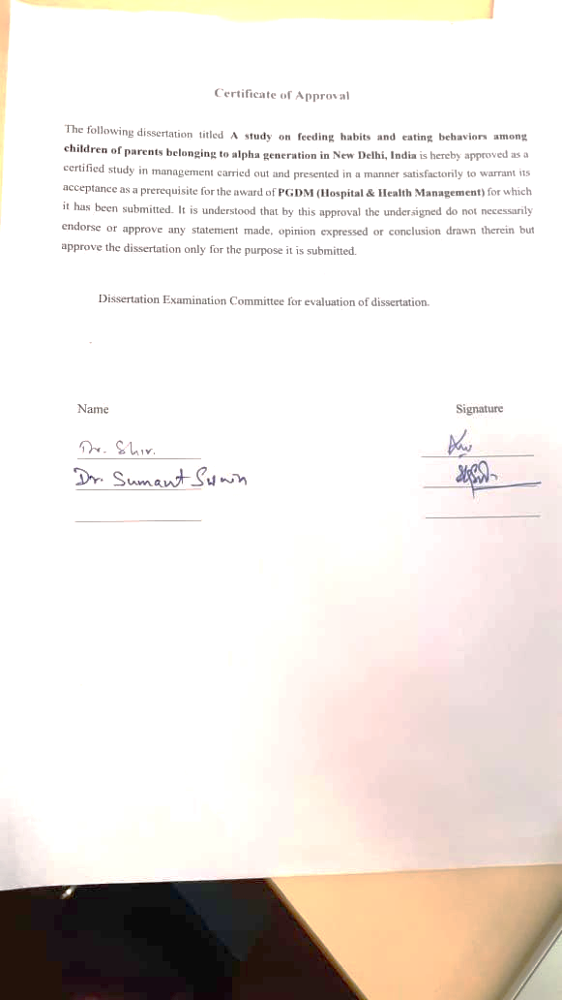 Certificate of Approval
The following dissertation titled A study on feeding habits and eating behaviors among
children of parents belonging to alpha generation in New Delhi, India is hereby approved as a
certified study in management carried out and presented in a manner satisfactorily to warrant its
acceptance as a prerequisite for the award of PGDM (Hospital & Health Management) for which
it has been submitted. It is understood that by this approval the undersigned do not necessarily
endorse or approve any statement made, opinion expressed or conclusion drawn therein but
approve the dissertation only for the purpose it is submitted.
Dissertation Examination Committee for evaluation of dissertation.
Name Signature
Dr. Shiv.
Dr. Sumant